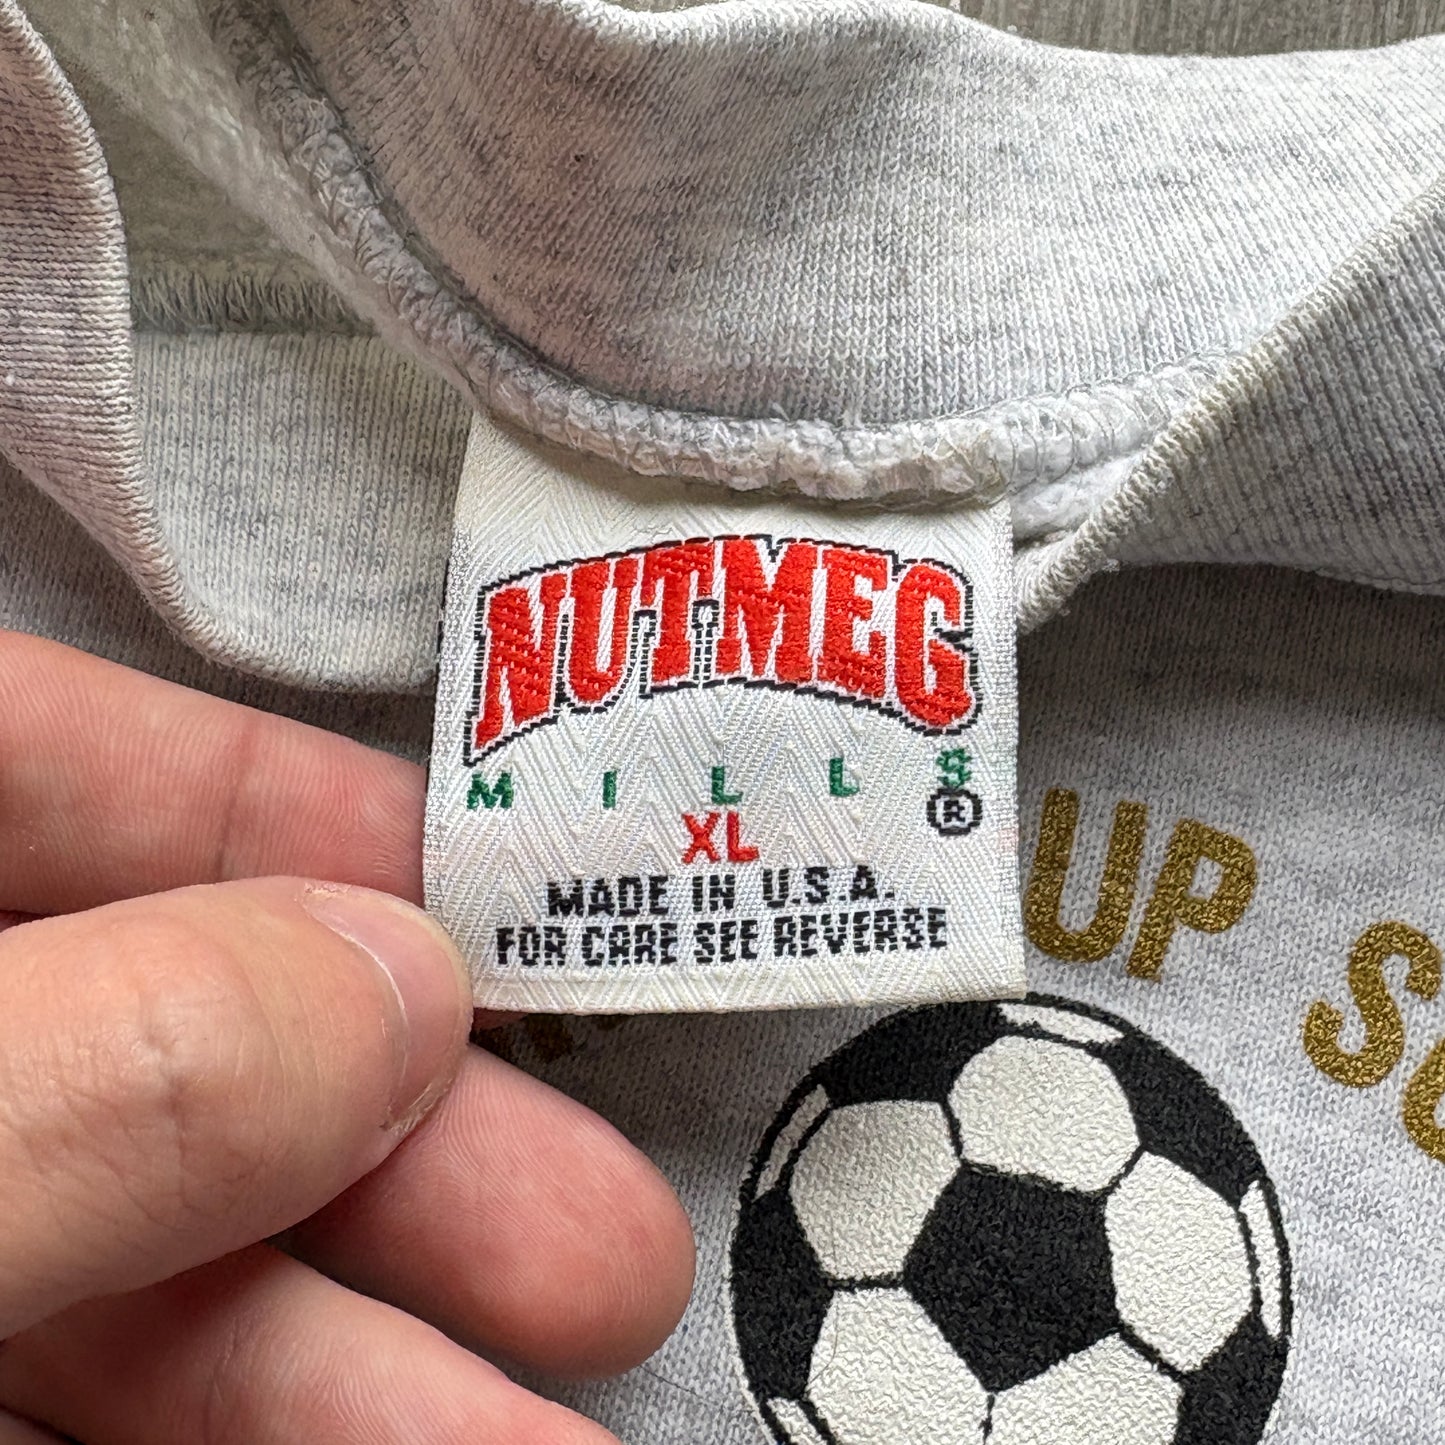 NUTMEG
MILLS
®
XL
MADE IN U.S.A.
FOR CARE SEE REVERSE
UP